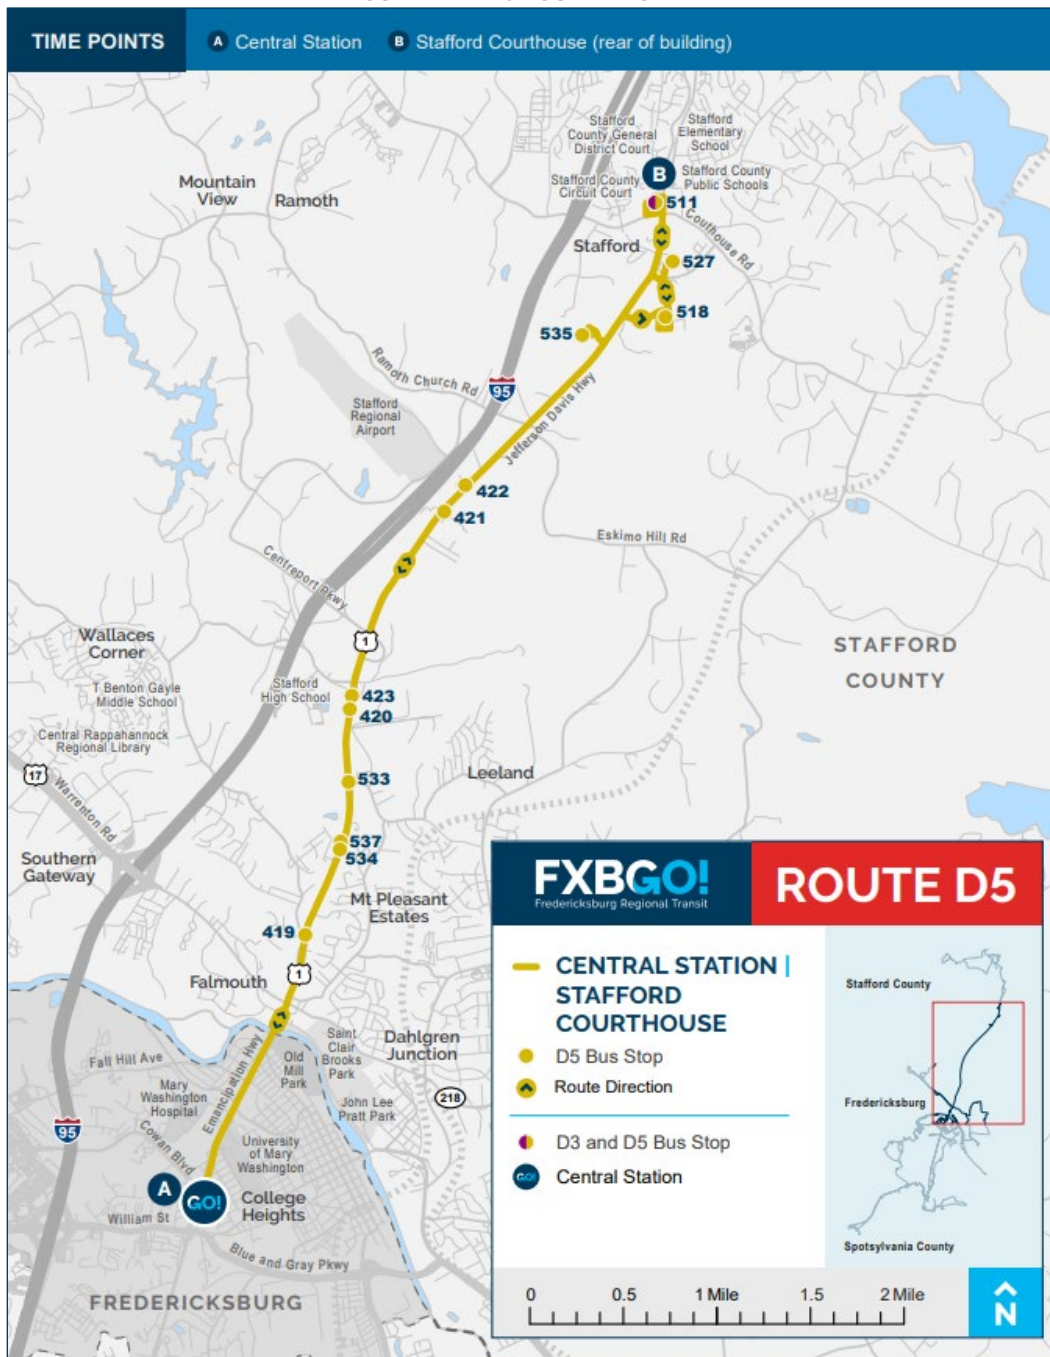 TIME POINTS
A Central Station
B Stafford Courthouse (rear of building)
Stafford
County General
District Court
Stafford
Elementary
School
B
Stafford County
Circuit Court
Stafford County
Public Schools
Mountain
View
Ramoth
511
Stafford
Courthouse Rd
527
518
535
Ramoth Church Rd
95
Stafford
Regional
Airport
Jefferson Davis Hwy
422
421
Eskimo Hill Rd
Centreport Pkwy
1
Wallaces
Corner
STAFFORD
COUNTY
T Benton Gayle
Middle School
Stafford
High School
423
420
Central Rappahannock
Regional Library
17
Warrenton Rd
Leeland
533
537
534
Southern
Gateway
Mt Pleasant
Estates
419
1
Falmouth
Fall Hill Ave
Emancipation Hwy
Old
Mill
Park
Saint
Clair
Brooks
Park
Dahlgren
Junction
Mary
Washington
Hospital
John Lee
Pratt Park
218
95
Cowan Blvd
University
of Mary
Washington
A
GO!
College
Heights
William St
Blue and Gray Pkwy
FREDERICKSBURG
FXBGO!
Fredericksburg Regional Transit
ROUTE D5
CENTRAL STATION |
STAFFORD
COURTHOUSE
D5 Bus Stop
Route Direction
D3 and D5 Bus Stop
GO! Central Station
Stafford County
Fredericksburg
Spotsylvania County
0 0.5 1 Mile 1.5 2 Mile
N